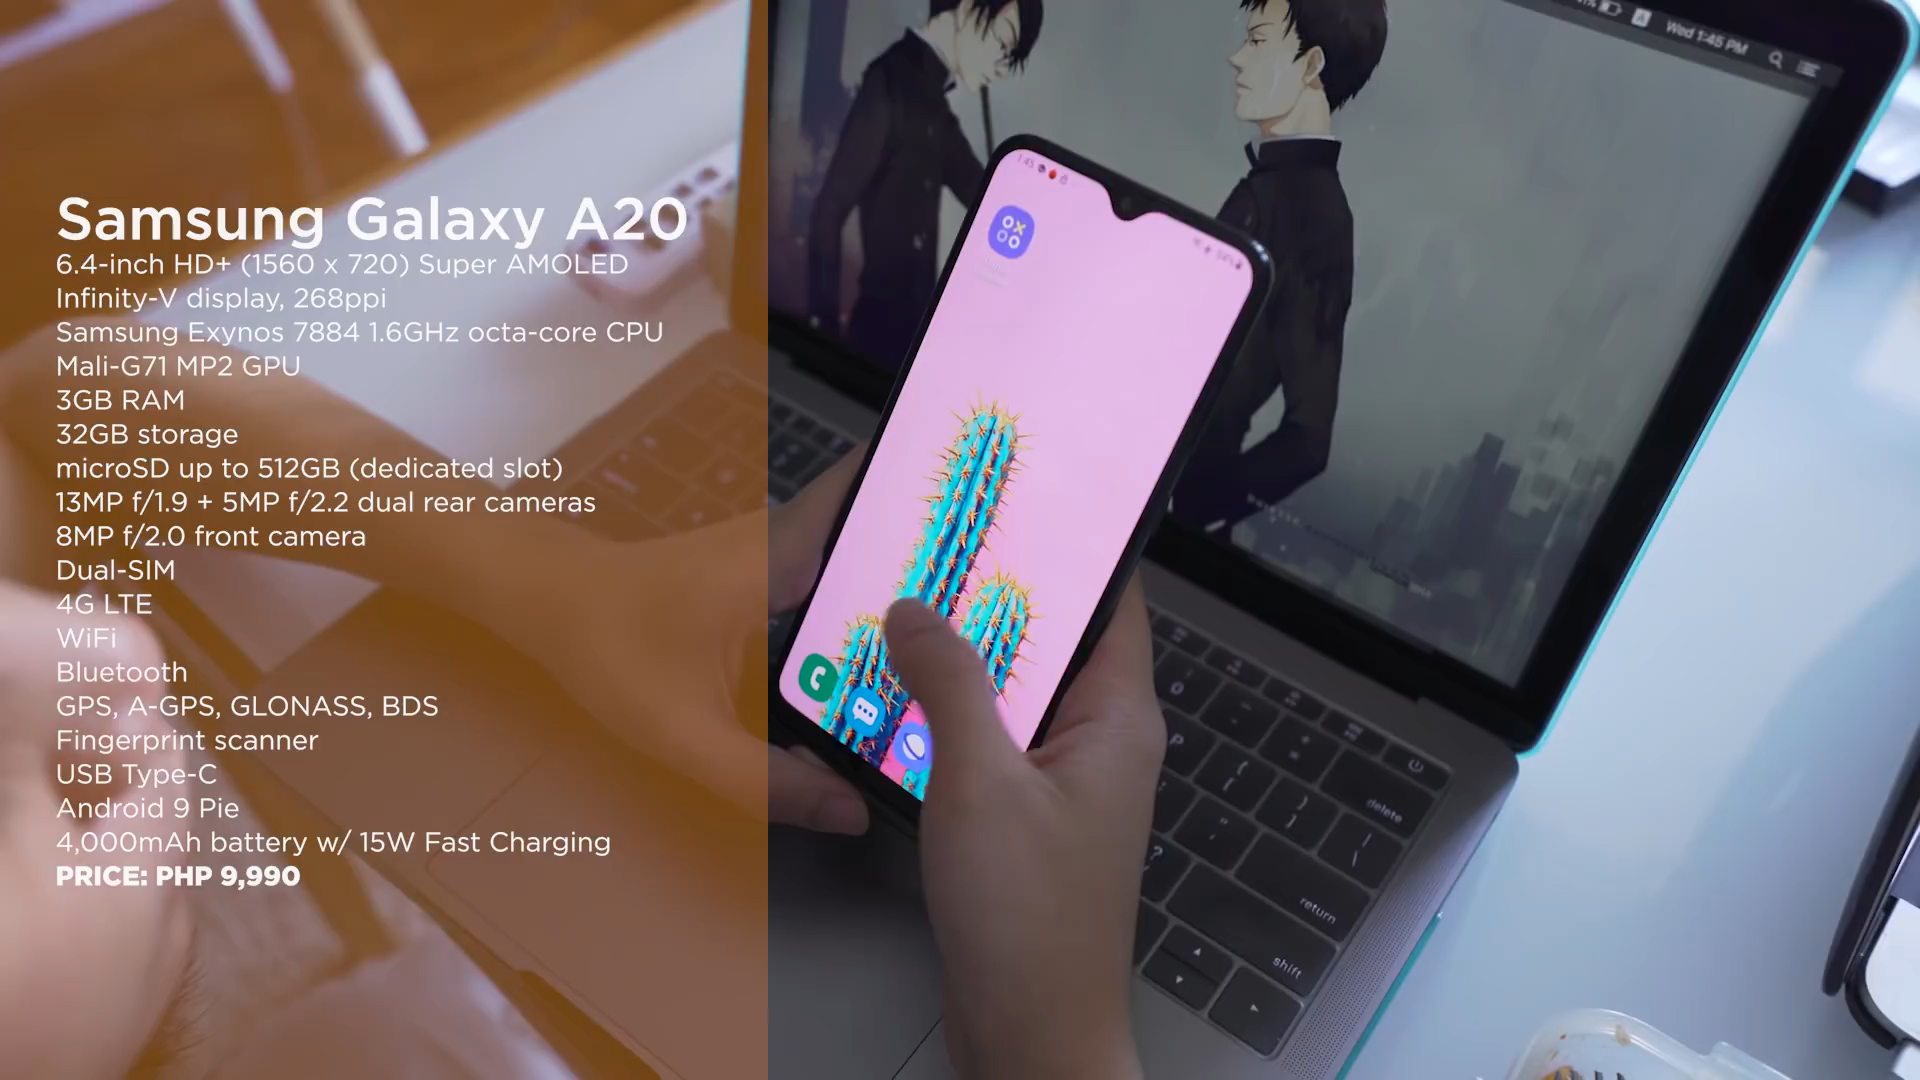 Samsung Galaxy A20
6.4-inch HD+ (1560 x 720) Super AMOLED
Infinity-V display, 268ppi
Samsung Exynos 7884 1.6GHz octa-core CPU
Mali-G71 MP2 GPU
3GB RAM
32GB storage
microSD up to 512GB (dedicated slot)
13MP f/1.9 + 5MP f/2.2 dual rear cameras
8MP f/2.0 front camera
Dual-SIM
4G LTE
WiFi
Bluetooth
GPS, A-GPS, GLONASS, BDS
Fingerprint scanner
USB Type-C
Android 9 Pie
4,000mAh battery w/ 15W Fast Charging
PRICE: PHP 9,990
Wed 1:45 PM
1:45
delete
return
shift